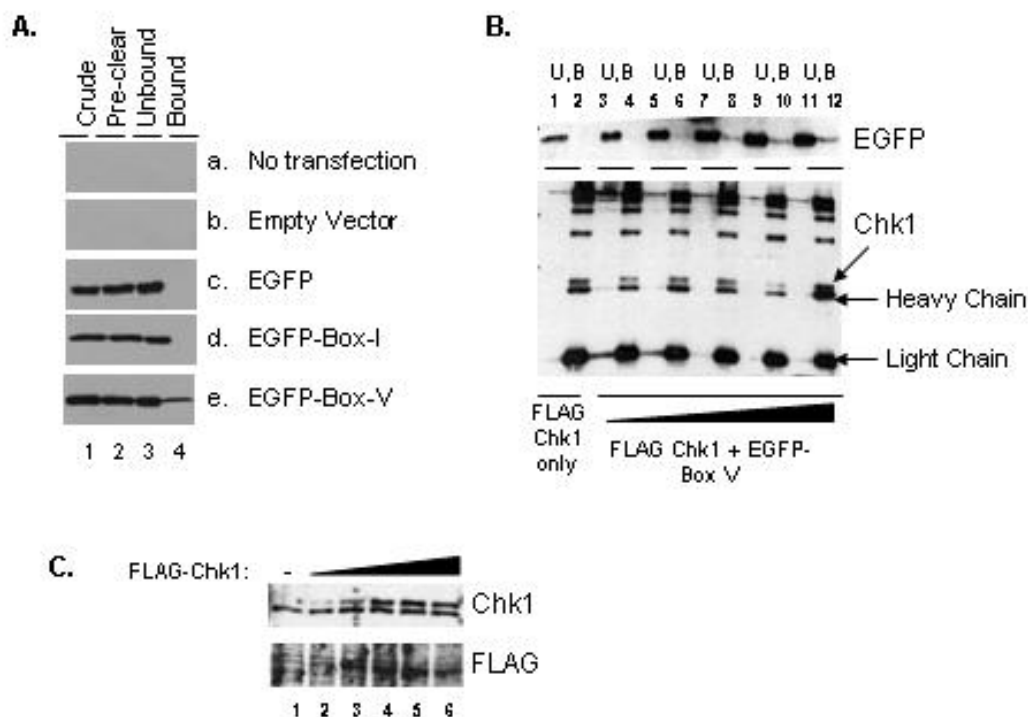 A.
Crude
Pre-clear
Unbound
Bound
a. No transfection
b. Empty Vector
c. EGFP
d. EGFP-Box-I
e. EGFP-Box-V
1 2 3 4
B.
U,B U,B U,B U,B U,B U,B
1 2 3 4 5 6 7 8 9 10 11 12
EGFP
Chk1
Heavy Chain
Light Chain
FLAG
Chk1
only
FLAG Chk1 + EGFP-
Box V
C.
FLAG-Chk1: -
Chk1
FLAG
1 2 3 4 5 6